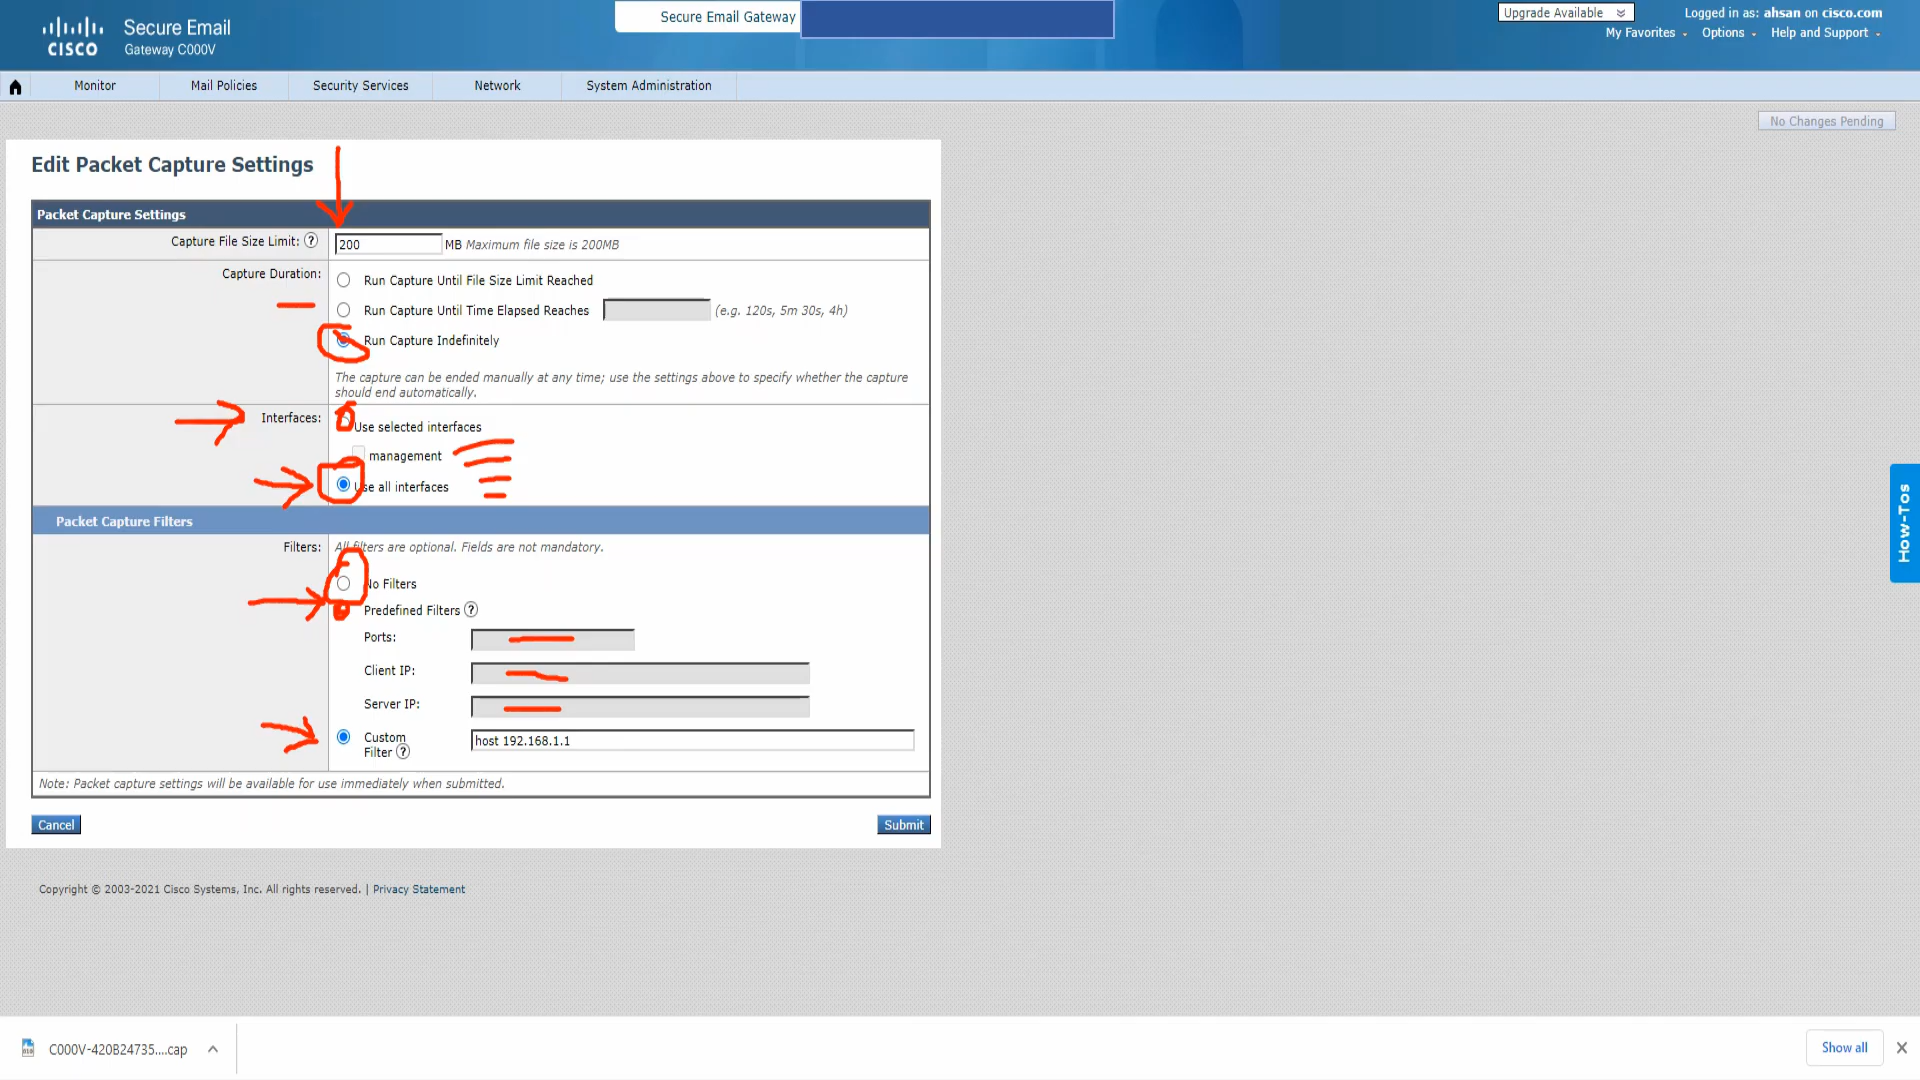 CISCO
Secure Email
Gateway C000V
Secure Email Gateway
Upgrade Available
Logged in as: ahsan on cisco.com
My Favorites
Options
Help and Support
Monitor
Mail Policies
Security Services
Network
System Administration
No Changes Pending
Edit Packet Capture Settings
Packet Capture Settings
Capture File Size Limit: ?
200 MB Maximum file size is 200MB
Capture Duration:
Run Capture Until File Size Limit Reached
Run Capture Until Time Elapsed Reaches (e.g. 120s, 5m 30s, 4h)
Run Capture Indefinitely
The capture can be ended manually at any time; use the settings above to specify whether the capture
should end automatically.
Interfaces:
Use selected interfaces
management
Use all interfaces
Packet Capture Filters
Filters:
All filters are optional. Fields are not mandatory.
No Filters
Predefined Filters ?
Ports:
Client IP:
Server IP:
Custom
Filter ?
host 192.168.1.1
Note: Packet capture settings will be available for use immediately when submitted.
Cancel
Submit
How-Tos
Copyright © 2003-2021 Cisco Systems, Inc. All rights reserved. | Privacy Statement
C000V-420B24735....cap
Show all